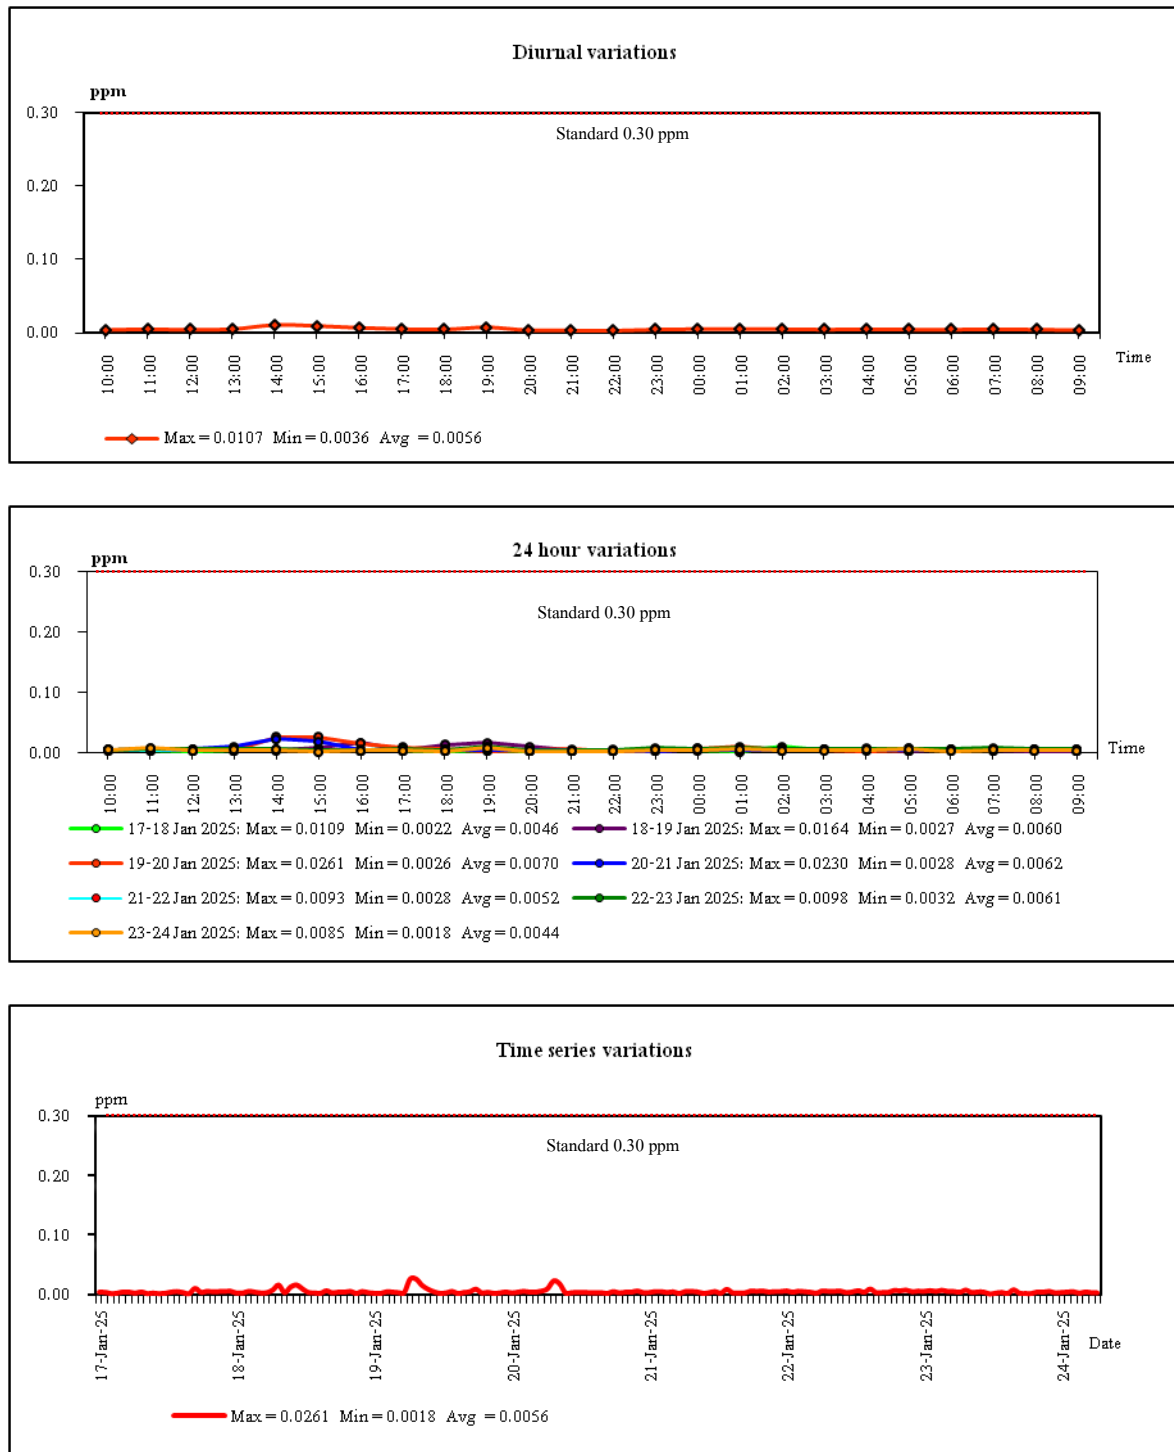 Diurnal variations
ppm
0.30
Standard 0.30 ppm
0.20
0.10
0.00
10:00 11:00 12:00 13:00 14:00 15:00 16:00 17:00 18:00 19:00 20:00 21:00 22:00 23:00 00:00 01:00 02:00 03:00 04:00 05:00 06:00 07:00 08:00 09:00
Time
Max = 0.0107 Min = 0.0036 Avg = 0.0056
24 hour variations
ppm
0.30
Standard 0.30 ppm
0.20
0.10
0.00
Time
10:00 11:00 12:00 13:00 14:00 15:00 16:00 17:00 18:00 19:00 20:00 21:00 22:00 23:00 00:00 01:00 02:00 03:00 04:00 05:00 06:00 07:00 08:00 09:00
17-18 Jan 2025: Max = 0.0109 Min = 0.0022 Avg = 0.0046 18-19 Jan 2025: Max = 0.0164 Min = 0.0027 Avg = 0.0060
19-20 Jan 2025: Max = 0.0261 Min = 0.0026 Avg = 0.0070 20-21 Jan 2025: Max = 0.0230 Min = 0.0028 Avg = 0.0062
21-22 Jan 2025: Max = 0.0093 Min = 0.0028 Avg = 0.0052 22-23 Jan 2025: Max = 0.0098 Min = 0.0032 Avg = 0.0061
23-24 Jan 2025: Max = 0.0085 Min = 0.0018 Avg = 0.0044
Time series variations
ppm
0.30
Standard 0.30 ppm
0.20
0.10
0.00
17-Jan-25 18-Jan-25 19-Jan-25 20-Jan-25 21-Jan-25 22-Jan-25 23-Jan-25 24-Jan-25
Date
Max = 0.0261 Min = 0.0018 Avg = 0.0056